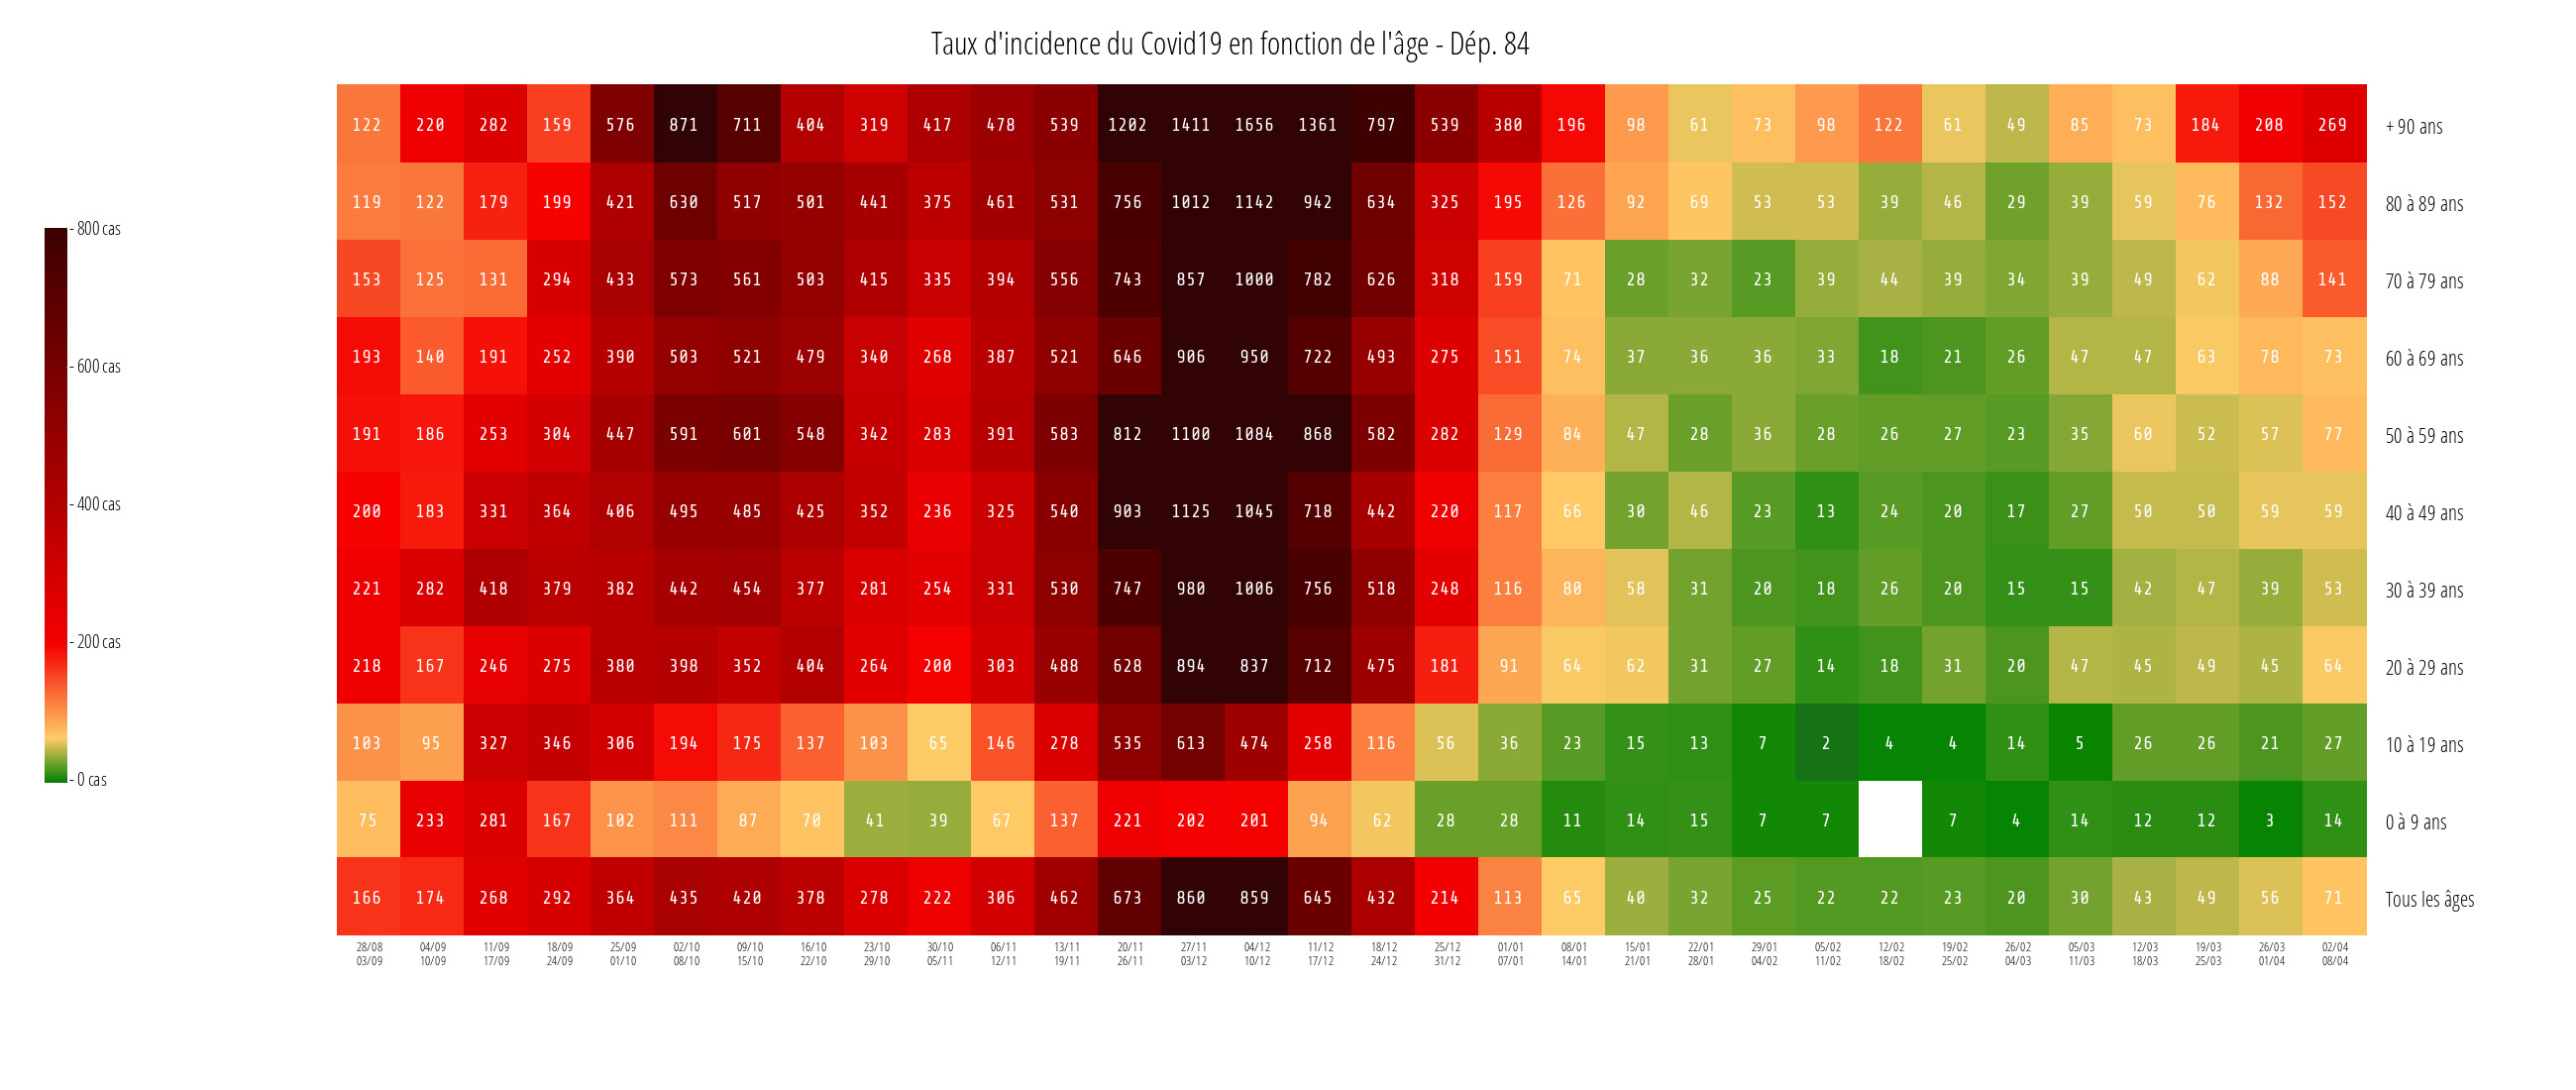 Taux d'incidence du Covid19 en fonction de l'âge - Dép. 84
- 800 cas
- 600 cas
- 400 cas
- 200 cas
- 0 cas
122 220 282 159 576 871 711 404 319 417 478 539 1202 1411 1656 1361 797 539 380 196 98 61 73 98 122 61 49 85 73 184 208 269 + 90 ans
119 122 179 199 421 630 517 501 441 375 461 531 756 1012 1142 942 634 325 195 126 92 69 53 53 39 46 29 39 59 76 132 152 80 à 89 ans
153 125 131 294 433 573 561 503 415 335 394 556 743 857 1000 782 626 318 159 71 28 32 23 39 44 39 34 39 49 62 88 141 70 à 79 ans
193 140 191 252 390 503 521 479 340 268 387 521 646 906 950 722 493 275 151 74 37 36 36 33 18 21 26 47 47 63 78 73 60 à 69 ans
191 186 253 304 447 591 601 548 342 283 391 583 812 1100 1084 868 582 282 129 84 47 28 36 28 26 27 23 35 60 52 57 77 50 à 59 ans
200 183 331 364 406 495 485 425 352 236 325 540 903 1125 1045 718 442 220 117 66 30 46 23 13 24 20 17 27 50 50 59 59 40 à 49 ans
221 282 418 379 382 442 454 377 281 254 331 530 747 980 1006 756 518 248 116 80 58 31 20 18 26 20 15 15 42 47 39 53 30 à 39 ans
218 167 246 275 380 398 352 404 264 200 303 488 628 894 837 712 475 181 91 64 62 31 27 14 18 31 20 47 45 49 45 64 20 à 29 ans
103 95 327 346 306 194 175 137 103 65 146 278 535 613 474 258 116 56 36 23 15 13 7 2 4 4 14 5 26 26 21 27 10 à 19 ans
75 233 281 167 102 111 87 70 41 39 67 137 221 202 201 94 62 28 28 11 14 15 7 7 7 4 14 12 12 3 14 0 à 9 ans
166 174 268 292 364 435 420 378 278 222 306 462 673 860 859 645 432 214 113 65 40 32 25 22 22 23 20 30 43 49 56 71 Tous les âges
28/08 04/09 11/09 18/09 25/09 02/10 09/10 16/10 23/10 30/10 06/11 13/11 20/11 27/11 04/12 11/12 18/12 25/12 01/01 08/01 15/01 22/01 29/01 05/02 12/02 19/02 26/02 05/03 12/03 19/03 26/03 02/04
03/09 10/09 17/09 24/09 01/10 08/10 15/10 22/10 29/10 05/11 12/11 19/11 26/11 03/12 10/12 17/12 24/12 31/12 07/01 14/01 21/01 28/01 04/02 11/02 18/02 25/02 04/03 11/03 18/03 25/03 01/04 08/04